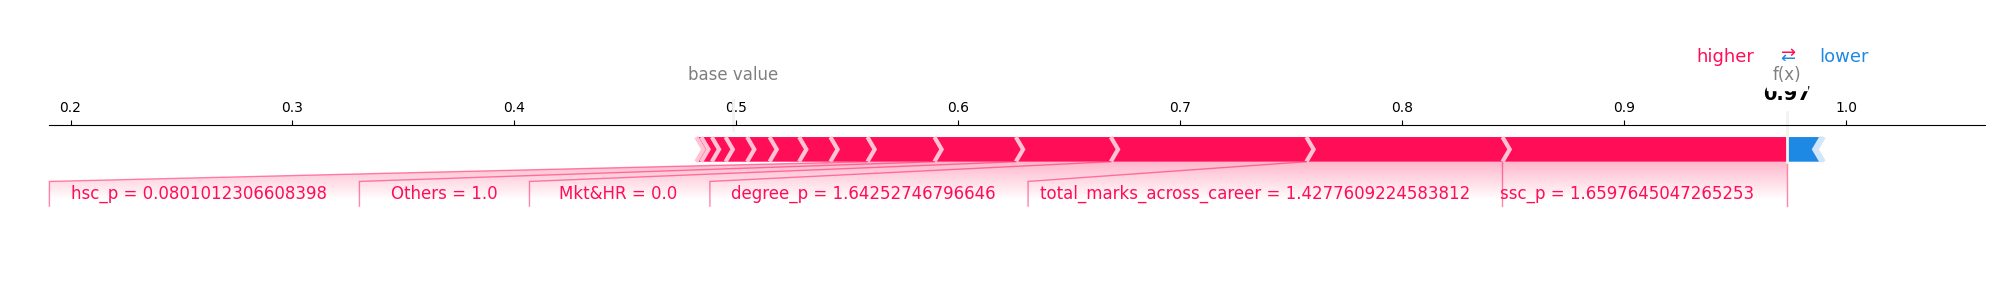 higher ⇄ lower
base value f(x)
0.2 0.3 0.4 0.5 0.6 0.7 0.8 0.9 0.97 1.0
hsc_p = 0.0801012306608398 Others = 1.0 Mkt&HR = 0.0 degree_p = 1.64252746796646 total_marks_across_career = 1.4277609224583812 ssc_p = 1.6597645047265253